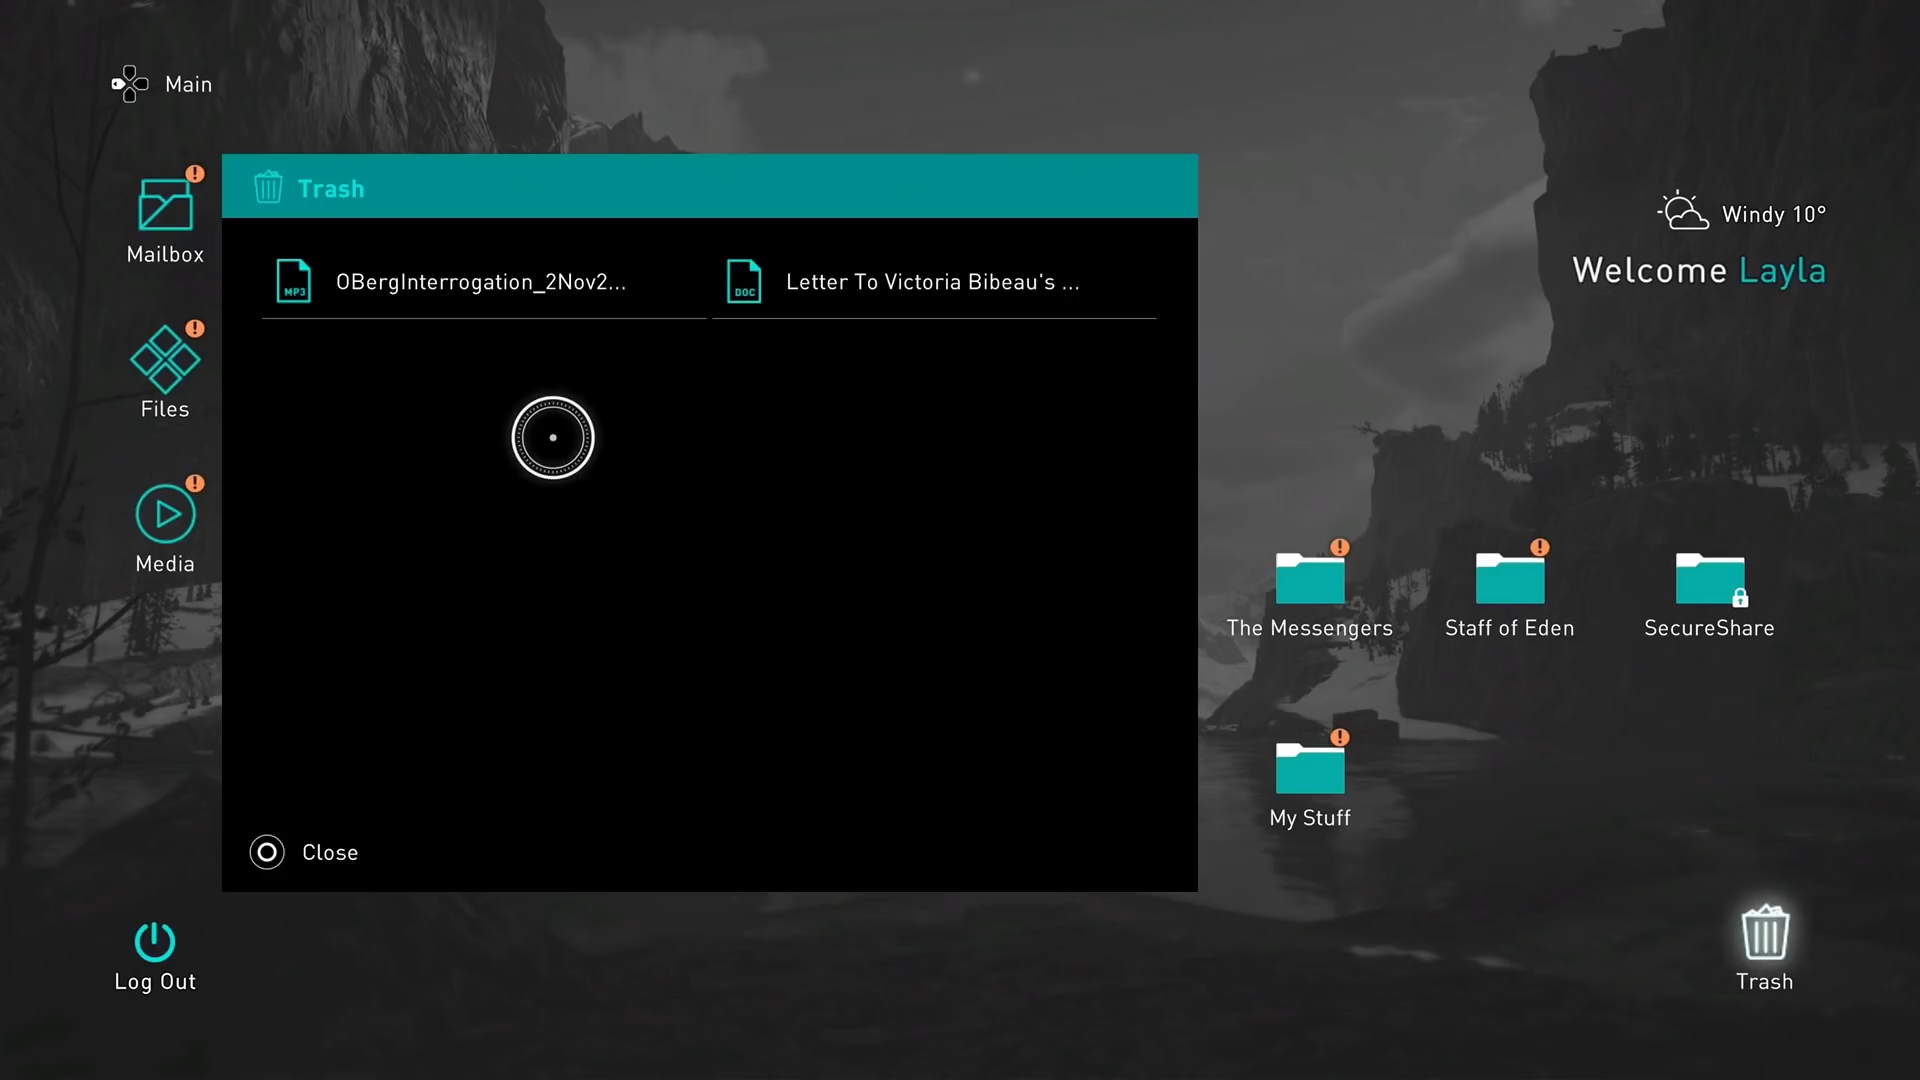 Main
Mailbox
Files
Media
Log Out
Trash
MP3
OBergInterrogation_2Nov2...
DOC
Letter To Victoria Bibeau's ...
Close
Windy 10°
Welcome Layla
The Messengers
Staff of Eden
SecureShare
My Stuff
Trash